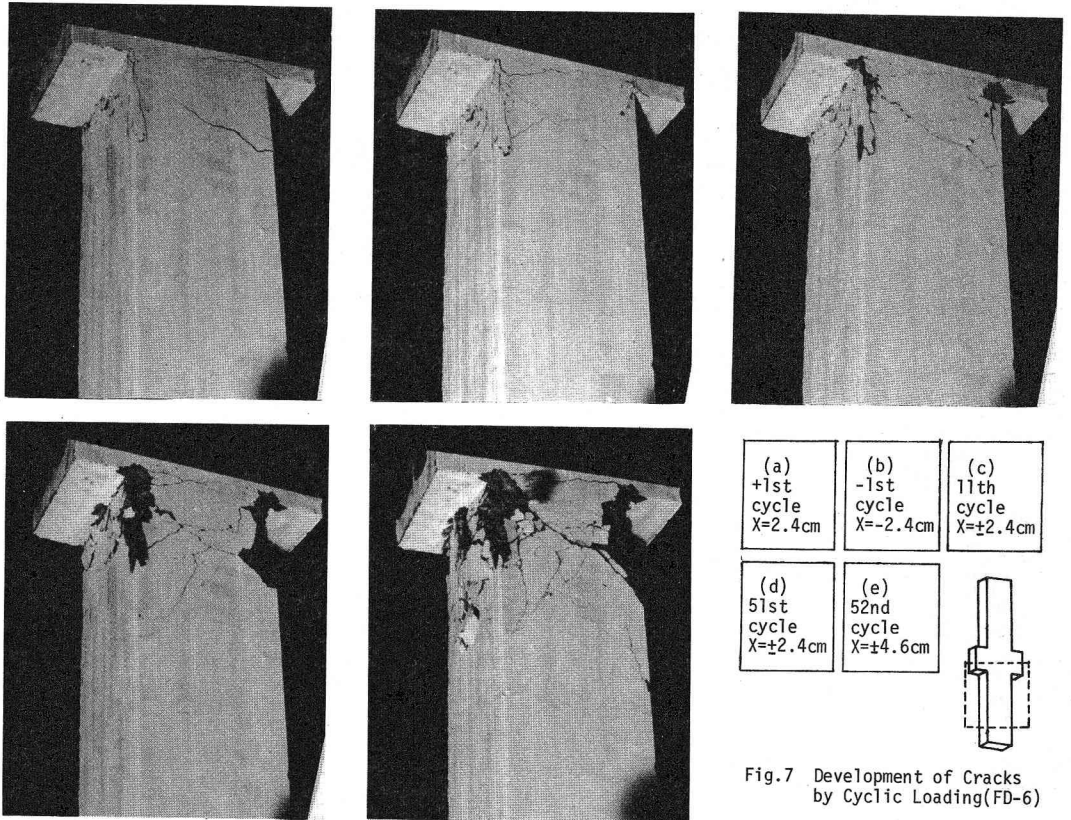 (a)
+1st
cycle
X=2.4cm
(b)
-1st
cycle
X=-2.4cm
(c)
11th
cycle
X=±2.4cm
(d)
51st
cycle
X=±2.4cm
(e)
52nd
cycle
X=±4.6cm
Fig.7 Development of Cracks
by Cyclic Loading(FD-6)